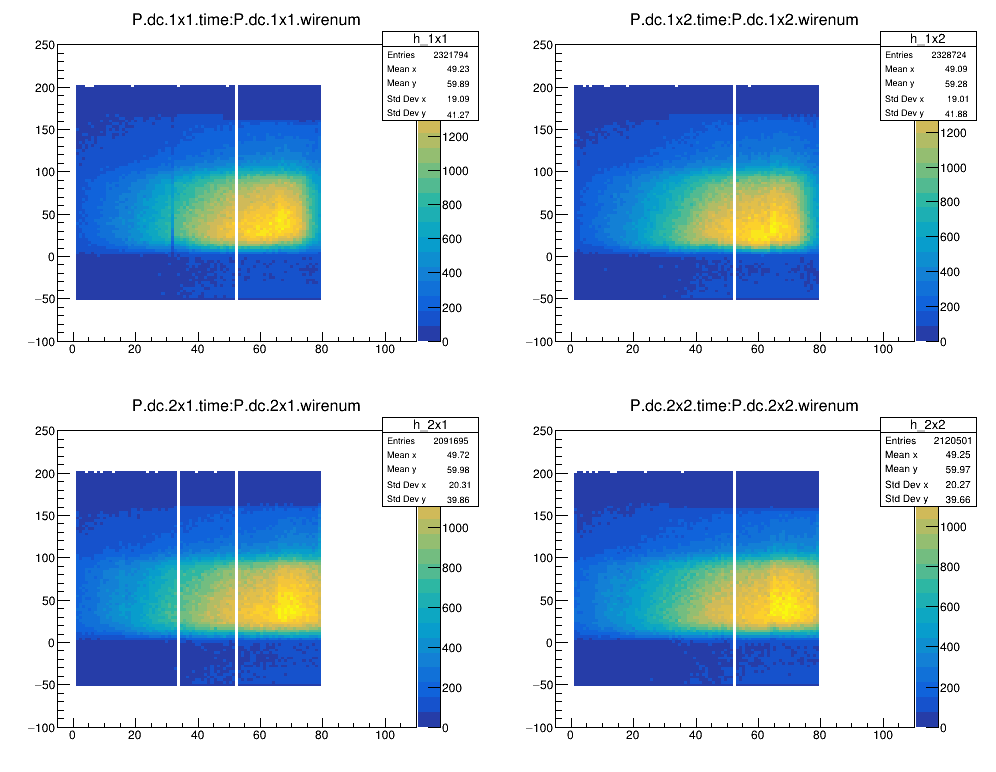 P.dc.1x1.time:P.dc.1x1.wirenum
h_1x1
Entries 2321794
Mean x 49.23
Mean y 59.89
Std Dev x 19.09
Std Dev y 41.27
250
200
150
100
50
0
−50
−100
0 20 40 60 80 100
1200
1000
800
600
400
200
0
P.dc.1x2.time:P.dc.1x2.wirenum
h_1x2
Entries 2328724
Mean x 49.09
Mean y 59.28
Std Dev x 19.01
Std Dev y 41.88
250
200
150
100
50
0
−50
−100
0 20 40 60 80 100
1200
1000
800
600
400
200
0
P.dc.2x1.time:P.dc.2x1.wirenum
h_2x1
Entries 2091695
Mean x 49.72
Mean y 59.98
Std Dev x 20.31
Std Dev y 39.86
250
200
150
100
50
0
−50
−100
0 20 40 60 80 100
1000
800
600
400
200
0
P.dc.2x2.time:P.dc.2x2.wirenum
h_2x2
Entries 2120501
Mean x 49.25
Mean y 59.97
Std Dev x 20.27
Std Dev y 39.66
250
200
150
100
50
0
−50
−100
0 20 40 60 80 100
1000
800
600
400
200
0